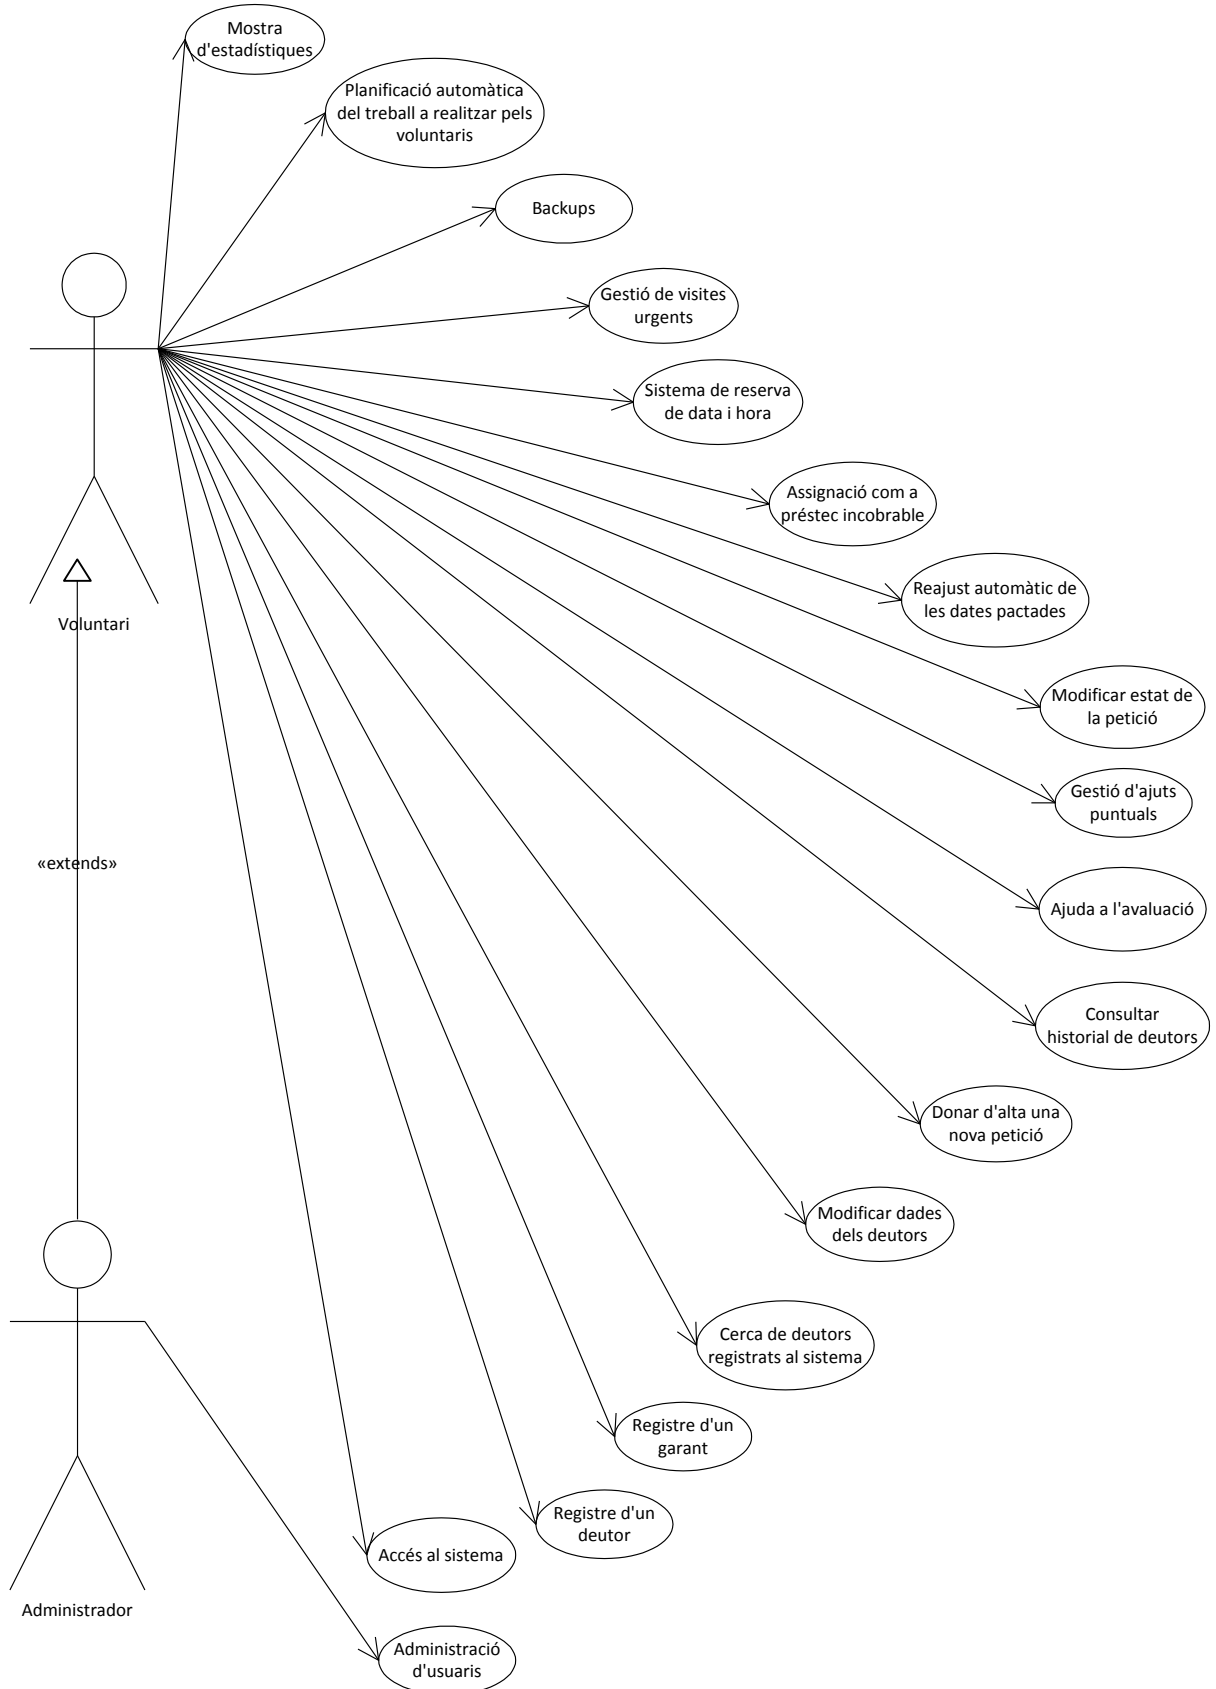 Mostra
d'estadístiques
Planificació automàtica
del treball a realitzar pels
voluntaris
Backups
Gestió de visites
urgents
Sistema de reserva
de data i hora
Assignació com a
préstec incobrable
Reajust automàtic de
les dates pactades
Voluntari
Modificar estat de
la petició
Gestió d'ajuts
puntuals
«extends»
Ajuda a l'avaluació
Consultar
historial de deutors
Donar d'alta una
nova petició
Modificar dades
dels deutors
Cerca de deutors
registrats al sistema
Registre d'un
garant
Registre d'un
deutor
Accés al sistema
Administrador
Administració
d'usuaris